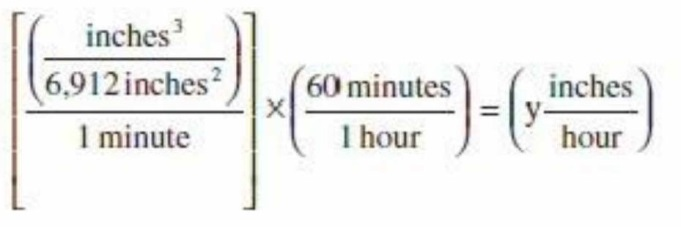 [((inches³ / 6,912 inches²) / 1 minute)] × (60 minutes / 1 hour) = (y inches / hour)